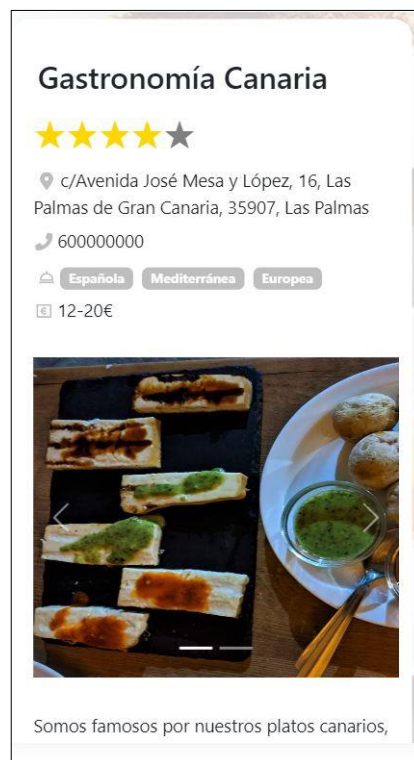 Gastronomía Canaria
c/Avenida José Mesa y López, 16, Las
Palmas de Gran Canaria, 35907, Las Palmas
600000000
Española Mediterránea Europea
12-20€
Somos famosos por nuestros platos canarios,